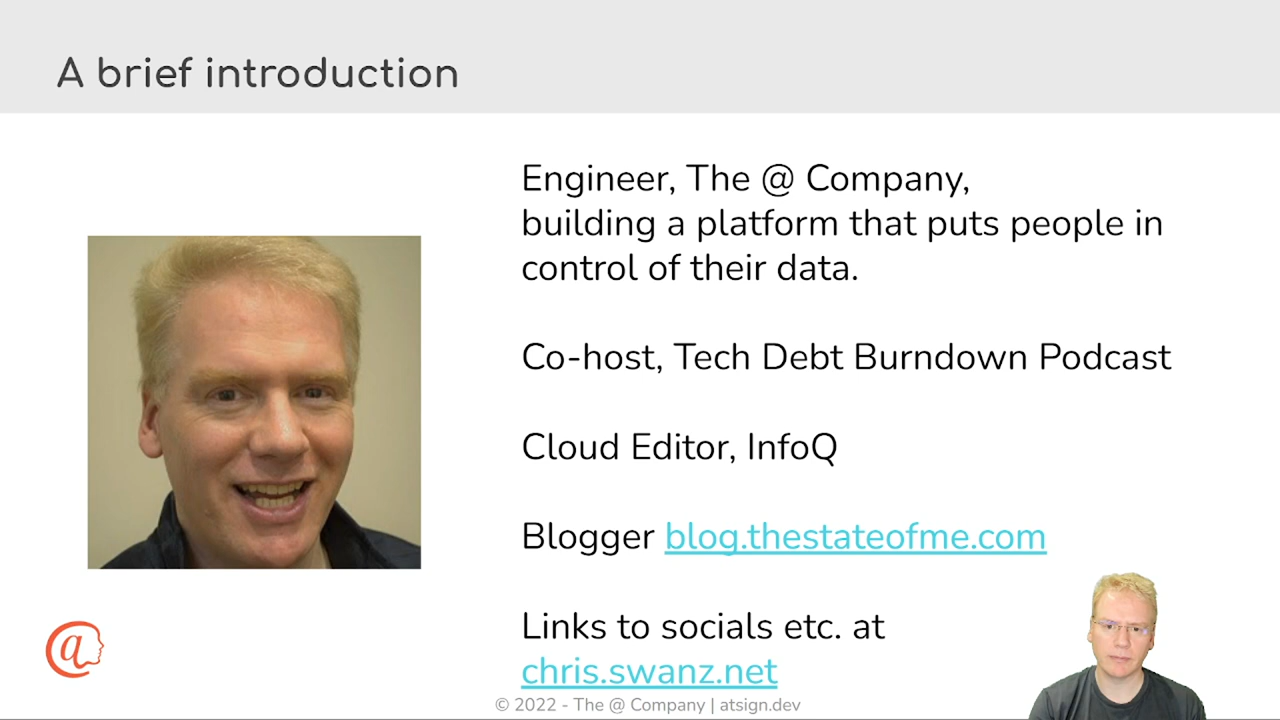 A brief introduction
Engineer, The @ Company,
building a platform that puts people in
control of their data.
Co-host, Tech Debt Burndown Podcast
Cloud Editor, InfoQ
Blogger blog.thestateofme.com
Links to socials etc. at
chris.swanz.net
© 2022 - The @ Company | atsign.dev